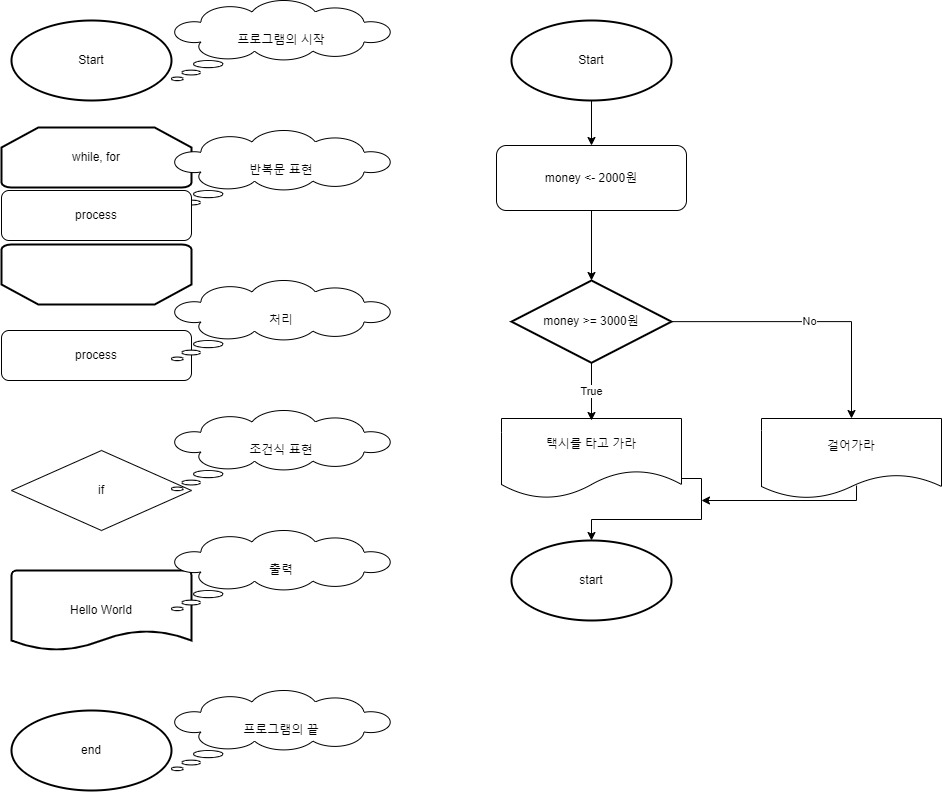 Start
프로그램의 시작
while, for
반복문 표현
process
처리
process
조건식 표현
if
출력
Hello World
프로그램의 끝
end
Start
money <- 2000원
money >= 3000원
No
True
택시를 타고 가라
걸어가라
start